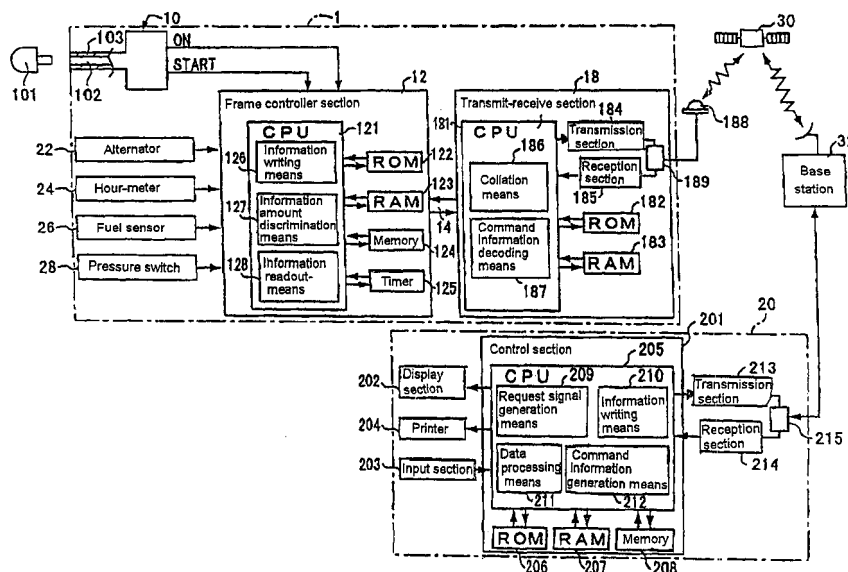 10
1
30
103
ON
START
101
102
12
18
Frame controller section
Transmit-receive section
184
188
CPU
121
181
CPU
Transmission section
186
189
22
Alternator
126
Information writing means
ROM
122
Reception section
185
Base station
24
Hour-meter
123
Collation means
182
127
Information amount discrimination means
RAM
14
ROM
26
Fuel sensor
Memory
124
Command Information decoding means
183
RAM
28
Pressure switch
128
Information readout-means
Timer
125
187
20
201
Control section
205
213
202
Display section
CPU
209
210
Transmission section
Request signal generation means
Information writing means
204
Printer
Reception section
215
214
203
Input section
Data processing means
211
Command Information generation means
212
ROM
RAM
Memory
206
207
208